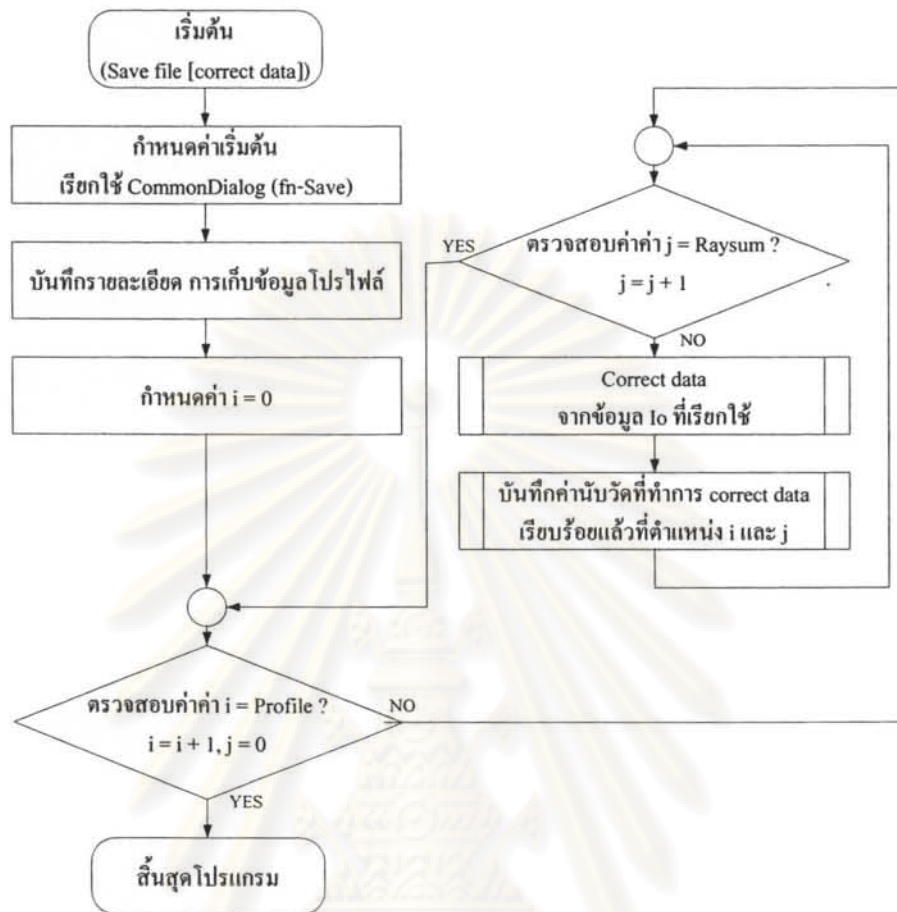 เริ่มต้น
(Save file [correct data])
กำหนดค่าเริ่มต้น
เรียกใช้ CommonDialog (fn-Save)
บันทึกรายละเอียด การเก็บข้อมูลโปรไฟล์
กำหนดค่า i = 0
ตรวจสอบค่าค่า i = Profile ?
i = i + 1, j = 0
NO
YES
สิ้นสุดโปรแกรม
ตรวจสอบค่าค่า j = Raysum ?
j = j + 1
YES
NO
Correct data
จากข้อมูล Io ที่เรียกใช้
บันทึกค่านับวัดที่ทำการ correct data
เรียบร้อยแล้วที่ตำแหน่ง i และ j